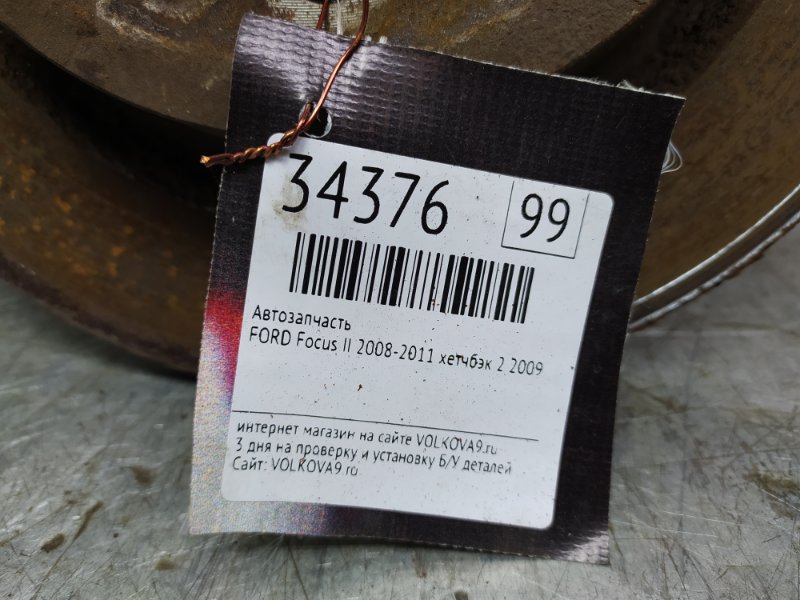 34376 99
Автозапчасть
FORD Focus II 2008-2011 хетчбэк 2 2009
интернет магазин на сайте VOLKOVA9.ru
3 дня на проверку и установку Б/У деталей
Сайт: VOLKOVA9.ru